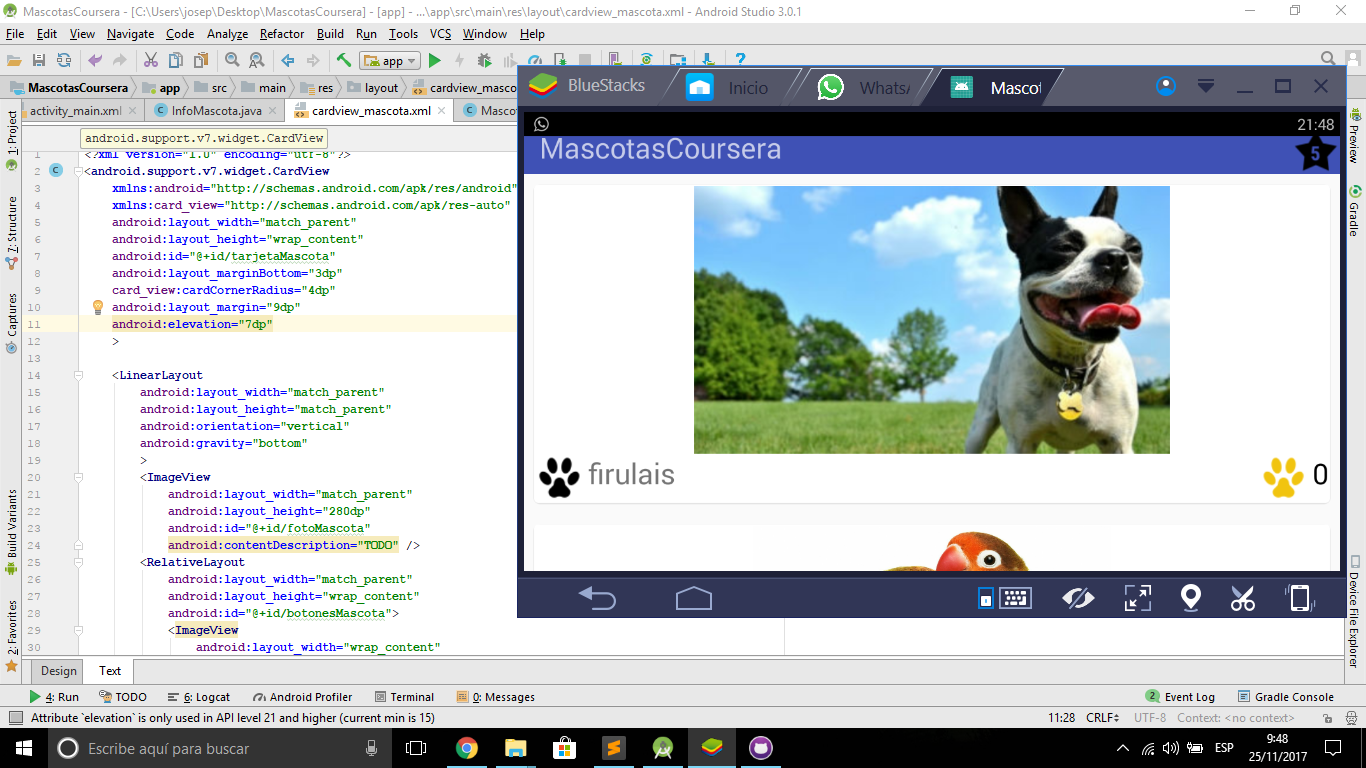 MascotasCoursera - [C:\Users\josep\Desktop\MascotasCoursera] - [app] - ...\app\src\main\res\layout\cardview_mascota.xml - Android Studio 3.0.1
File Edit View Navigate Code Analyze Refactor Build Run Tools VCS Window Help
app
MascotasCoursera app src main res layout cardview_masco
activity_main.xml InfoMascota.java cardview_mascota.xml Masco
android.support.v7.widget.CardView
1 <?xml version="1.0" encoding="utf-8"?>
2 <android.support.v7.widget.CardView
3 xmlns:android="http://schemas.android.com/apk/res/android"
4 xmlns:card_view="http://schemas.android.com/apk/res-auto"
5 android:layout_width="match_parent"
6 android:layout_height="wrap_content"
7 android:id="@+id/tarjetaMascota"
8 android:layout_marginBottom="3dp"
9 card_view:cardCornerRadius="4dp"
10 android:layout_margin="9dp"
11 android:elevation="7dp"
12 >
13
14 <LinearLayout
15 android:layout_width="match_parent"
16 android:layout_height="match_parent"
17 android:orientation="vertical"
18 android:gravity="bottom"
19 >
20 <ImageView
21 android:layout_width="match_parent"
22 android:layout_height="280dp"
23 android:id="@+id/fotoMascota"
24 android:contentDescription="TODO" />
25 <RelativeLayout
26 android:layout_width="match_parent"
27 android:layout_height="wrap_content"
28 android:id="@+id/botonesMascota">
29 <ImageView
30 android:layout_width="wrap_content"
1: Project
7: Structure
Captures
Build Variants
2: Favorites
BlueStacks Inicio WhatsA Mascot
21:48
MascotasCoursera 5
firulais 0
Preview
Gradle
Device File Explorer
Design Text
4: Run TODO 6: Logcat Android Profiler Terminal 0: Messages 2 Event Log Gradle Console
Attribute `elevation` is only used in API level 21 and higher (current min is 15) 11:28 CRLF UTF-8 Context: <no context>
Escribe aquí para buscar ESP 9:48
25/11/2017